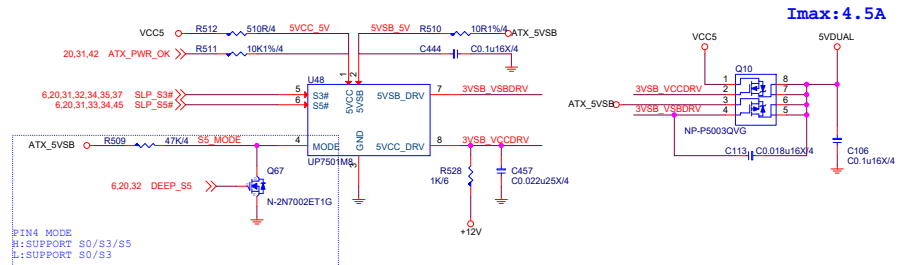 Imax:4.5A
VCC5
R512
510R/4
5VCC_5V
5VSB_5V
R510
10R1%/4
ATX_5VSB
20,31,42
ATX_PWR_OK
R511
10K1%/4
C444
C0.1u16X/4
VCC5
5VDUAL
U48
Q10
1
2
5VCC
5VSB
6,20,31,32,34,35,37
SLP_S3#
5
S3#
5VSB_DRV
7
3VSB_VSBDRV
6,20,31,33,34,45
SLP_S5#
6
S5#
3VSB_VCCDRV
1
2
3
4
8
7
6
5
ATX_5VSB
3VSB_VSBDRV
NP-P5003QVG
ATX_5VSB
R509
47K/4
S5_MODE
4
MODE
GND
3
5VCC_DRV
8
3VSB_VCCDRV
UP7501M8
C113
C0.018u16X/4
C106
C0.1u16X/4
Q67
R528
1K/6
C457
C0.022u25X/4
6,20,32
DEEP_S5
N-2N7002ET1G
+12V
PIN4 MODE
H:SUPPORT S0/S3/S5
L:SUPPORT S0/S3